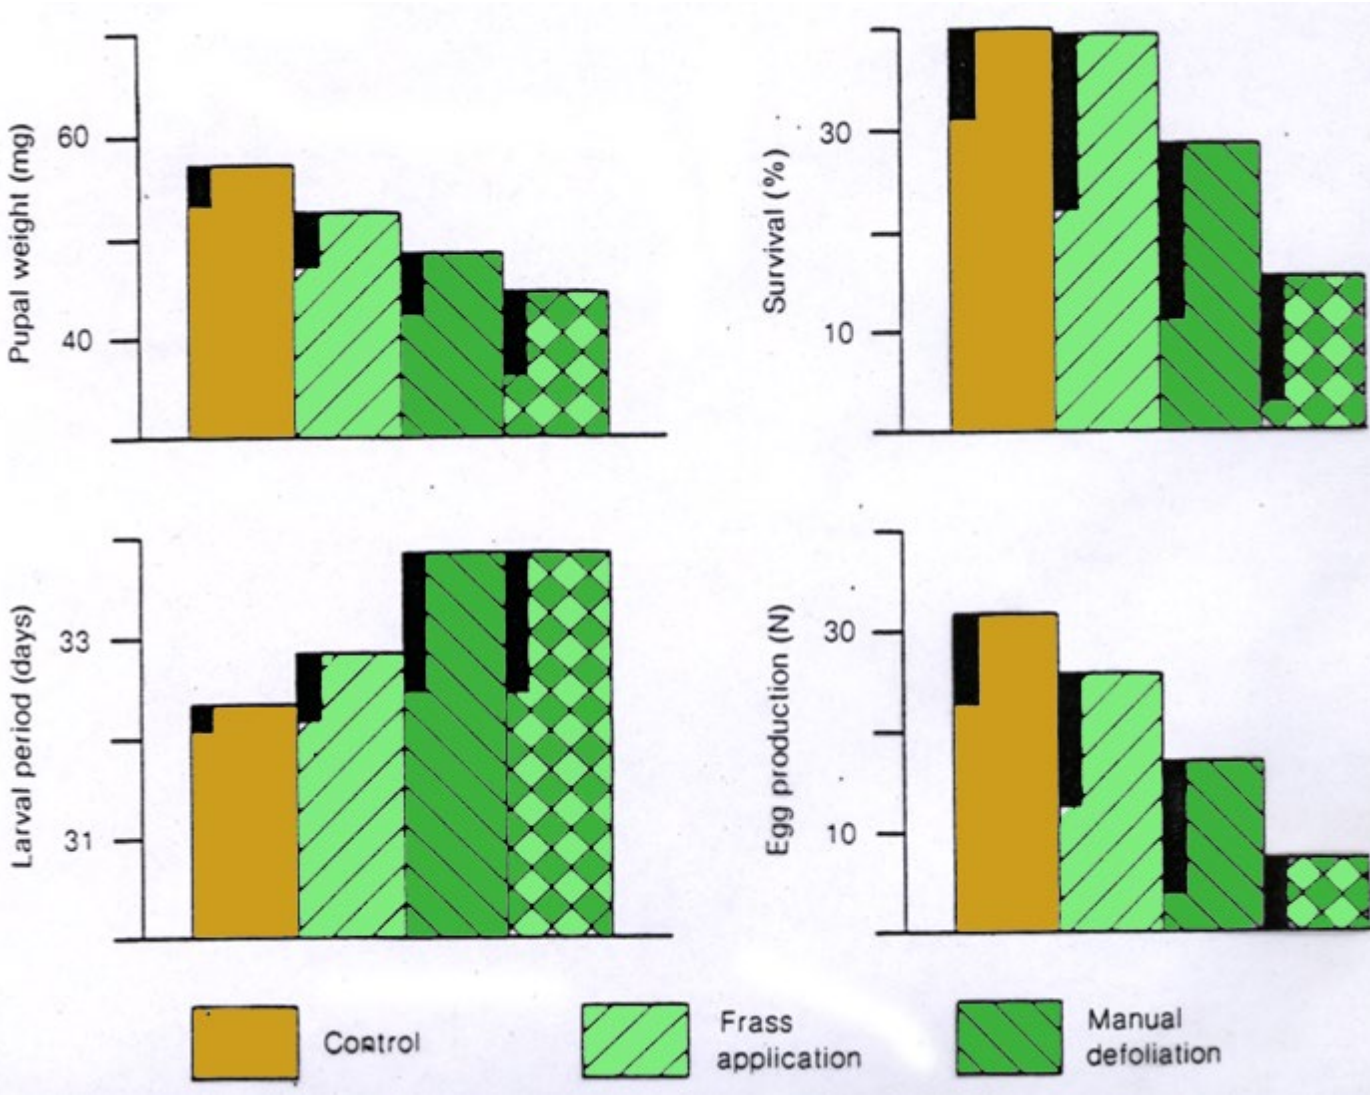 Pupal weight (mg)
60
40
Survival (%)
30
10
Larval period (days)
33
31
Egg production (N)
30
10
Control
Frass
application
Manual
defoliation